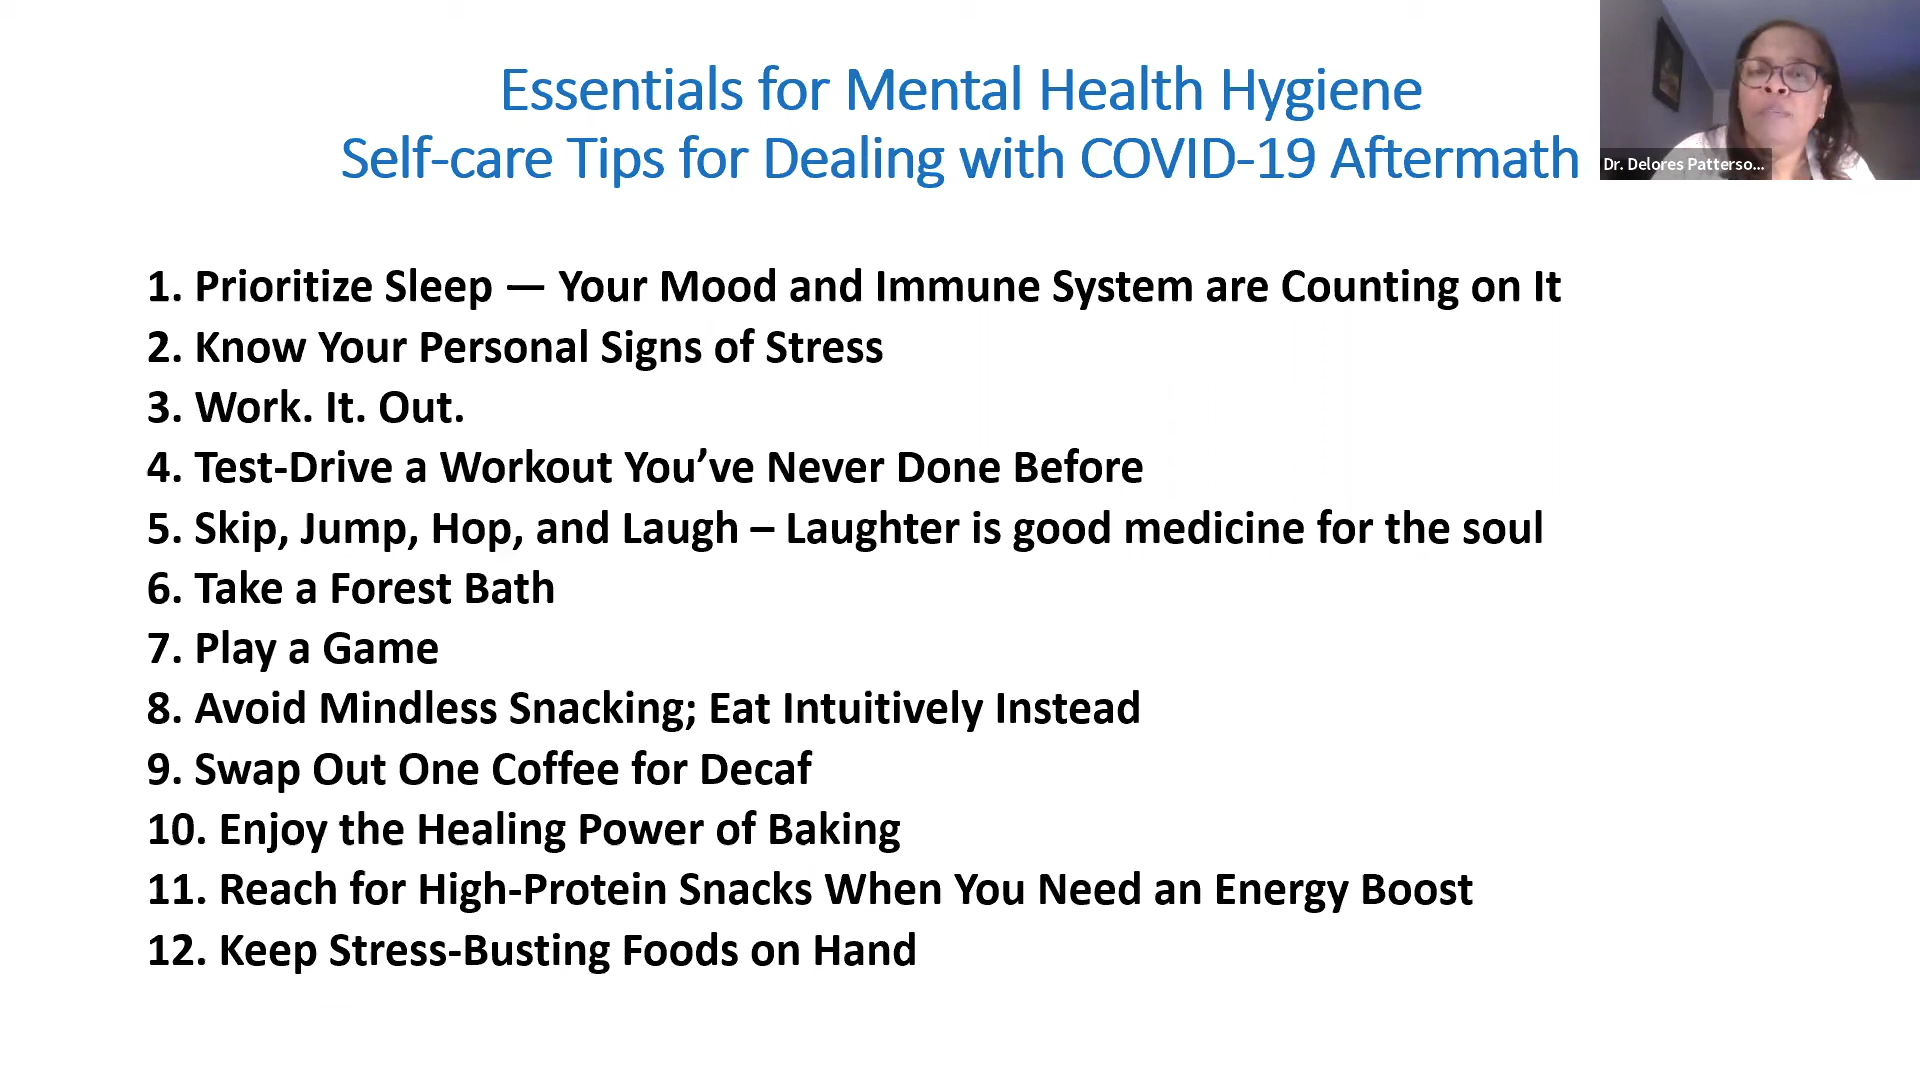 Essentials for Mental Health Hygiene
Self-care Tips for Dealing with COVID-19 Aftermath
Dr. Delores Patterso...
1. Prioritize Sleep — Your Mood and Immune System are Counting on It
2. Know Your Personal Signs of Stress
3. Work. It. Out.
4. Test-Drive a Workout You’ve Never Done Before
5. Skip, Jump, Hop, and Laugh – Laughter is good medicine for the soul
6. Take a Forest Bath
7. Play a Game
8. Avoid Mindless Snacking; Eat Intuitively Instead
9. Swap Out One Coffee for Decaf
10. Enjoy the Healing Power of Baking
11. Reach for High-Protein Snacks When You Need an Energy Boost
12. Keep Stress-Busting Foods on Hand